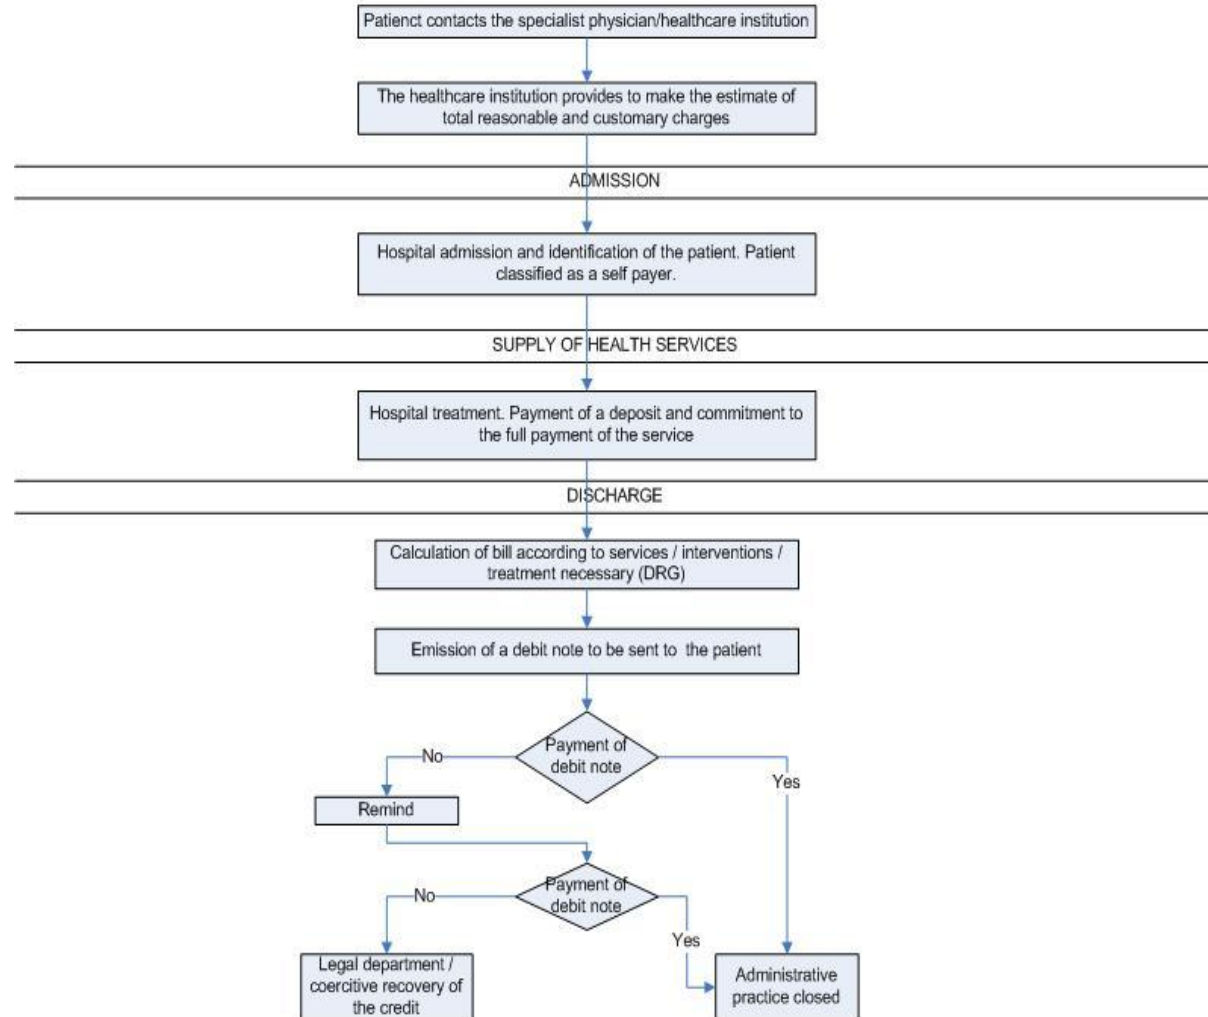 Patienct contacts the specialist physician/healthcare institution
The healthcare institution provides to make the estimate of
total reasonable and customary charges
ADMISSION
Hospital admission and identification of the patient. Patient
classified as a self payer.
SUPPLY OF HEALTH SERVICES
Hospital treatment. Payment of a deposit and commitment to
the full payment of the service
DISCHARGE
Calculation of bill according to services / interventions /
treatment necessary (DRG)
Emission of a debit note to be sent to the patient
Payment of
debit note
No
Yes
Remind
Payment of
debit note
No
Yes
Legal department /
coercitive recovery of
the credit
Administrative
practice closed